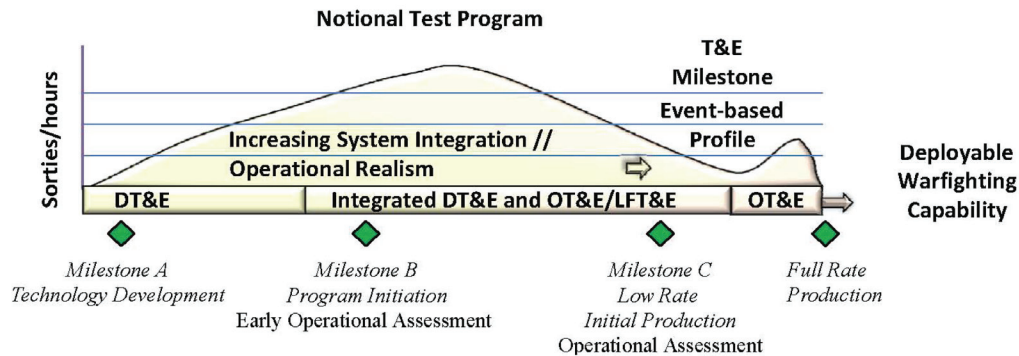 Notional Test Program
T&E
Milestone
Event-based
Profile
Sorties/hours
Increasing System Integration //
Operational Realism
DT&E
Integrated DT&E and OT&E/LFT&E
OT&E
Deployable
Warfighting
Capability
Milestone A
Technology Development
Milestone B
Program Initiation
Early Operational Assessment
Milestone C
Low Rate
Initial Production
Operational Assessment
Full Rate
Production